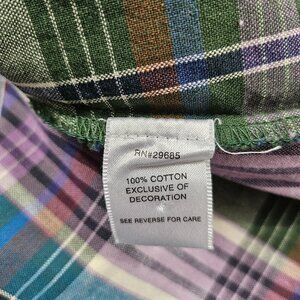 RN#29685
100% COTTON
EXCLUSIVE OF
DECORATION
SEE REVERSE FOR CARE